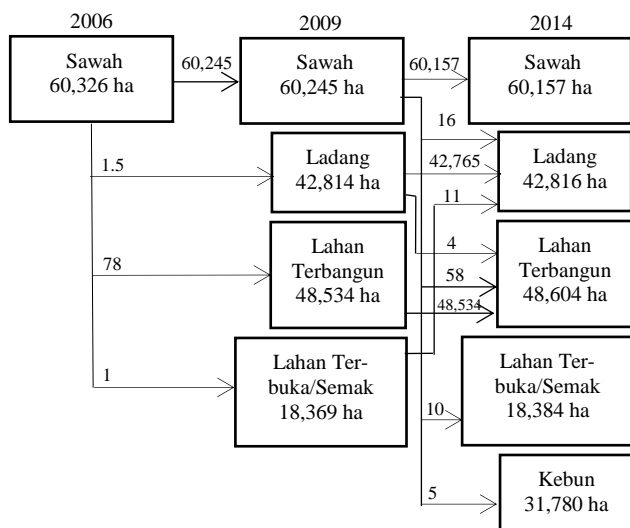 2006 2009 2014
Sawah
60,326 ha
60,245
Sawah
60,245 ha
60,157
Sawah
60,157 ha
16
1.5
Ladang
42,814 ha
42,765
Ladang
42,816 ha
11
78
Lahan
Terbangun
48,534 ha
4
58
48,534
Lahan
Terbangun
48,604 ha
1
Lahan Ter-
buka/Semak
18,369 ha
10
Lahan Ter-
buka/Semak
18,384 ha
5
Kebun
31,780 ha